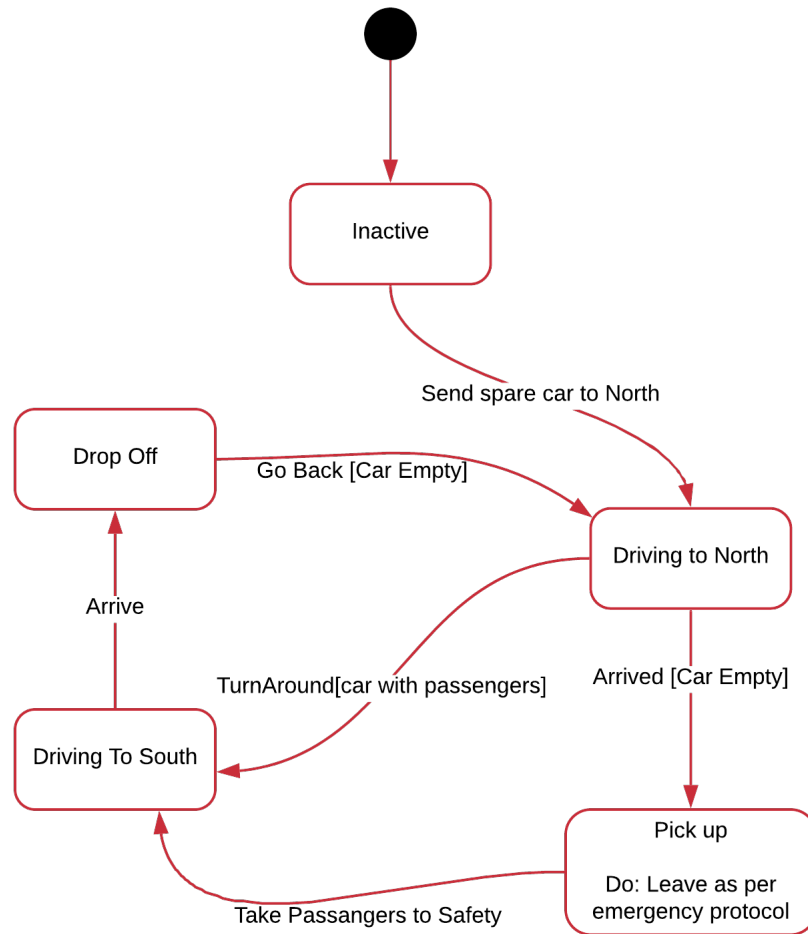 Inactive
Send spare car to North
Drop Off
Go Back [Car Empty]
Driving to North
Arrive
TurnAround[car with passengers]
Arrived [Car Empty]
Driving To South
Pick up
Do: Leave as per
emergency protocol
Take Passangers to Safety